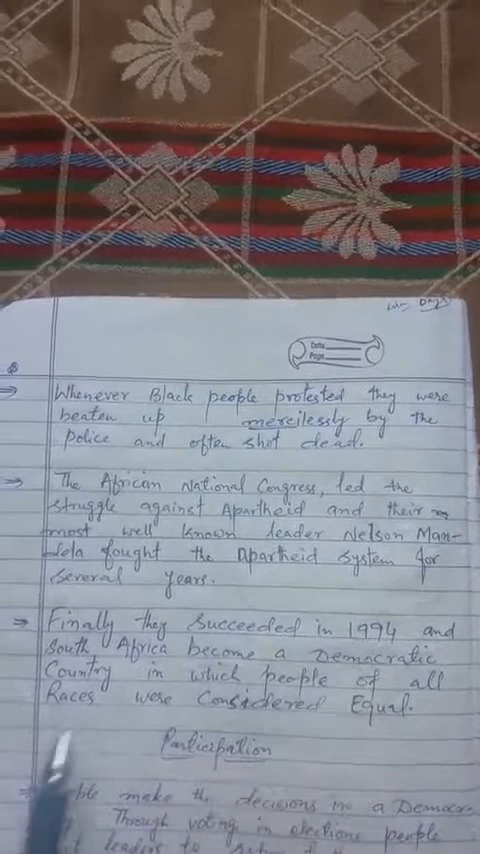 Days
Date
Page
Whenever Black people protested they were
beaten up mercilessly by the
police and often shot dead.
The African National Congress, led the
struggle against Apartheid and their
most well known leader Nelson Man-
dela fought the Apartheid system for
several years.
Finally they succeeded in 1994 and
South Africa become a Democratic
Country in which people of all
Races were Considered Equal.
Participation
make the decisions in a Democr-
Through voting in elections people
leaders to